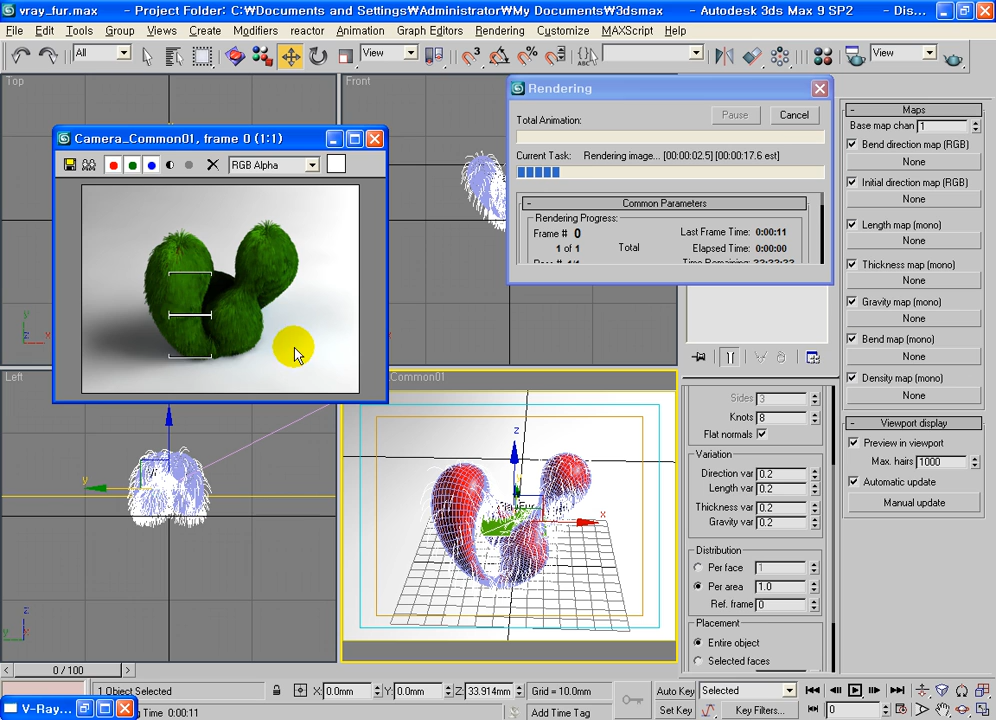 vray_fur.max - Project Folder: C:₩Documents and Settings₩Administrator₩My Documents₩3dsmax - Autodesk 3ds Max 9 SP2 - Dis...
File Edit Tools Group Views Create Modifiers reactor Animation Graph Editors Rendering Customize MAXScript Help
All
View
View
Top
Front
Camera_Common01, frame 0 (1:1)
RGB Alpha
Rendering
Total Animation:
Pause
Cancel
Current Task: Rendering image... [00:00:02.5] [00:00:17.6 est]
- Common Parameters
Rendering Progress:
Frame # 0
Last Frame Time: 0:00:11
1 of 1
Total
Elapsed Time: 0:00:00
Left
Common01
z
x
y
z
y
Sides 3
Knots 8
Flat normals
Variation
Direction var 0.2
Length var 0.2
Thickness var 0.2
Gravity var 0.2
Distribution
Per face 1
Per area 1.0
Ref. frame 0
Placement
Entire object
Selected faces
- Maps
Base map chan 1
Bend direction map (RGB)
None
Initial direction map (RGB)
None
Length map (mono)
None
Thickness map (mono)
None
Gravity map (mono)
None
Bend map (mono)
None
Density map (mono)
None
- Viewport display
Preview in viewport
Max. hairs 1000
Automatic update
Manual update
0 / 100
1 Object Selected
X: 0.0mm
Y: 0.0mm
Z: 33.914mm
Grid = 10.0mm
Auto Key
Selected
V-Ray...
Time 0:00:11
Add Time Tag
Set Key
Key Filters...
0